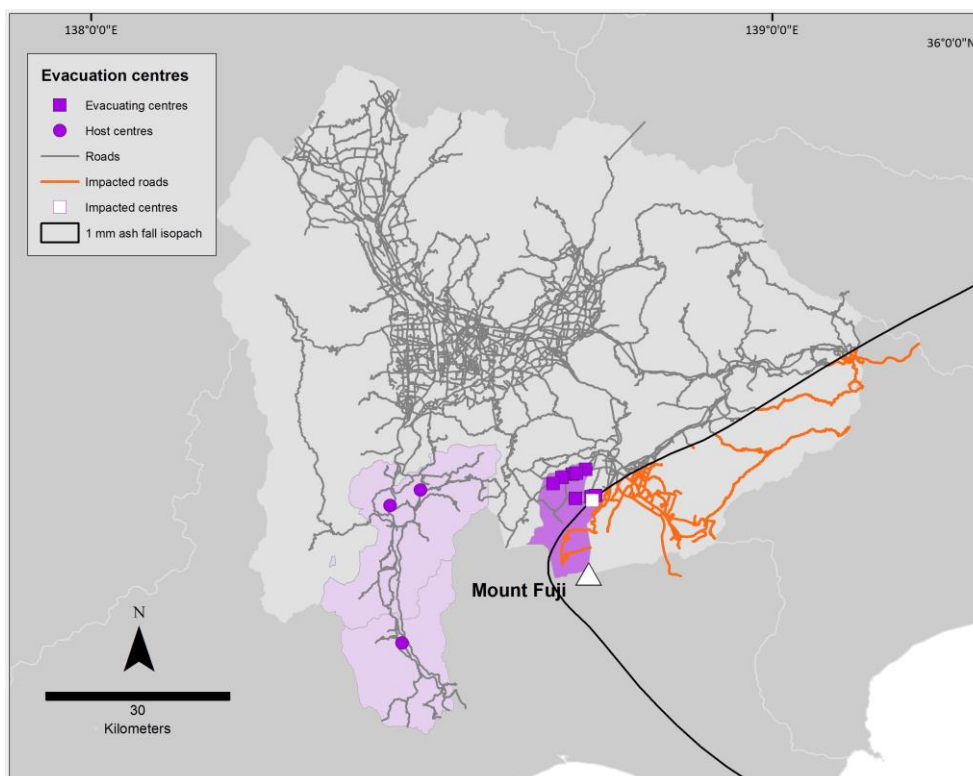 138°0'0"E
139°0'0"E
36°0'0"N
Evacuation centres
Evacuating centres
Host centres
Roads
Impacted roads
Impacted centres
1 mm ash fall isopach
Mount Fuji
N
30
Kilometers